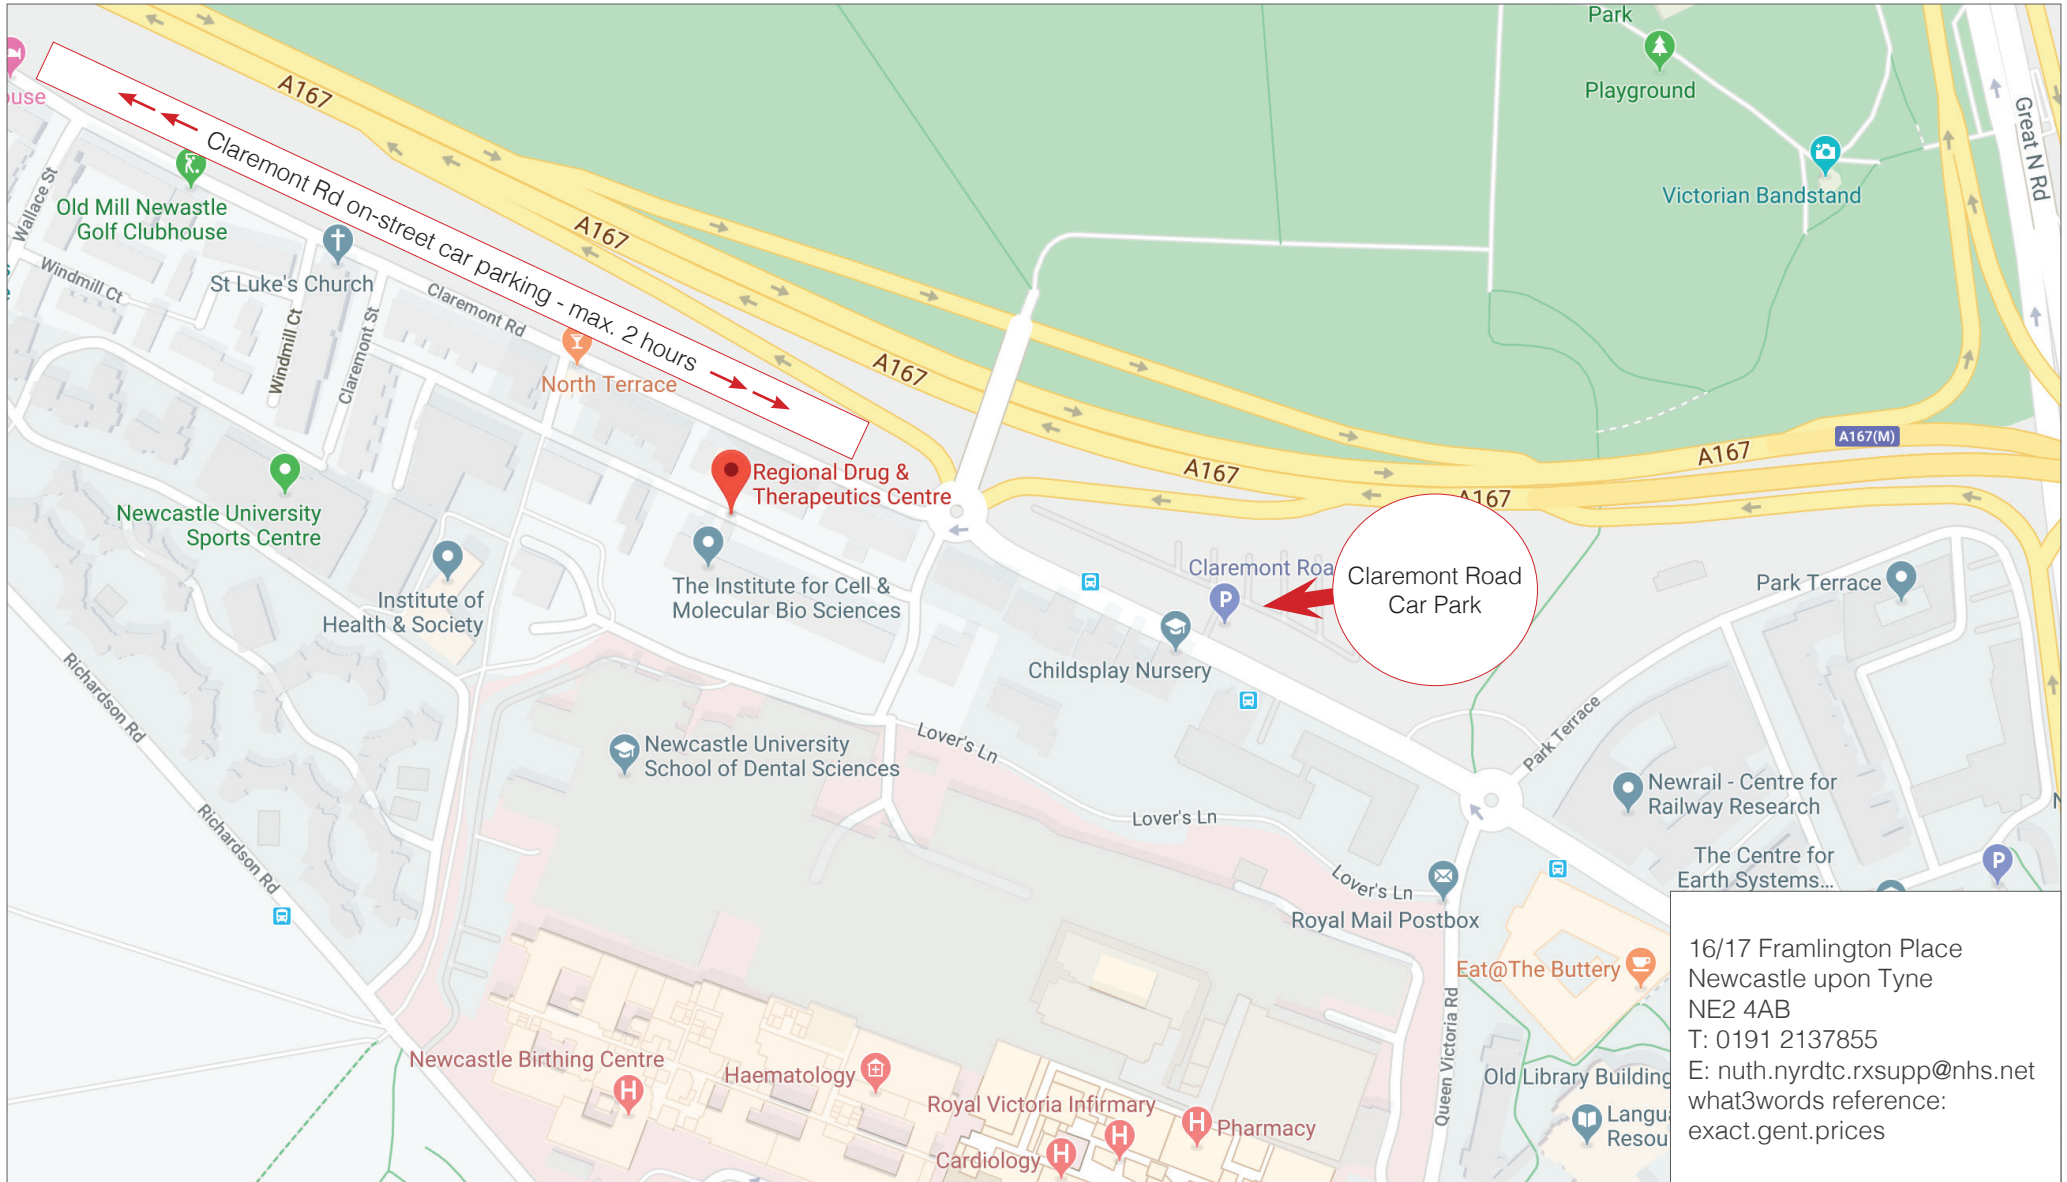 Park
Playground
Victorian Bandstand
Great N Rd
A167
Claremont Rd on-street car parking - max. 2 hours
Wallace St
Old Mill Newastle
Golf Clubhouse
St Luke's Church
Windmill Ct
Windmill Ct
Claremont St
Claremont Rd
North Terrace
A167
A167
A167
A167
A167
A167(M)
A167
Regional Drug &
Therapeutics Centre
Newcastle University
Sports Centre
Institute of
Health & Society
The Institute for Cell &
Molecular Bio Sciences
Claremont Roa
P
Claremont Road
Car Park
Childsplay Nursery
Park Terrace
Park Terrace
Richardson Rd
Richardson Rd
Newcastle University
School of Dental Sciences
Lover's Ln
Lover's Ln
Lover's Ln
Newrail - Centre for
Railway Research
The Centre for
Earth Systems...
P
Royal Mail Postbox
Eat@The Buttery
Queen Victoria Rd
Old Library Building
Newcastle Birthing Centre
H
Haematology
Royal Victoria Infirmary
H
Pharmacy
H
Cardiology
H
16/17 Framlington Place
Newcastle upon Tyne
NE2 4AB
T: 0191 2137855
E: nuth.nyrdtc.rxsupp@nhs.net
what3words reference:
exact.gent.prices